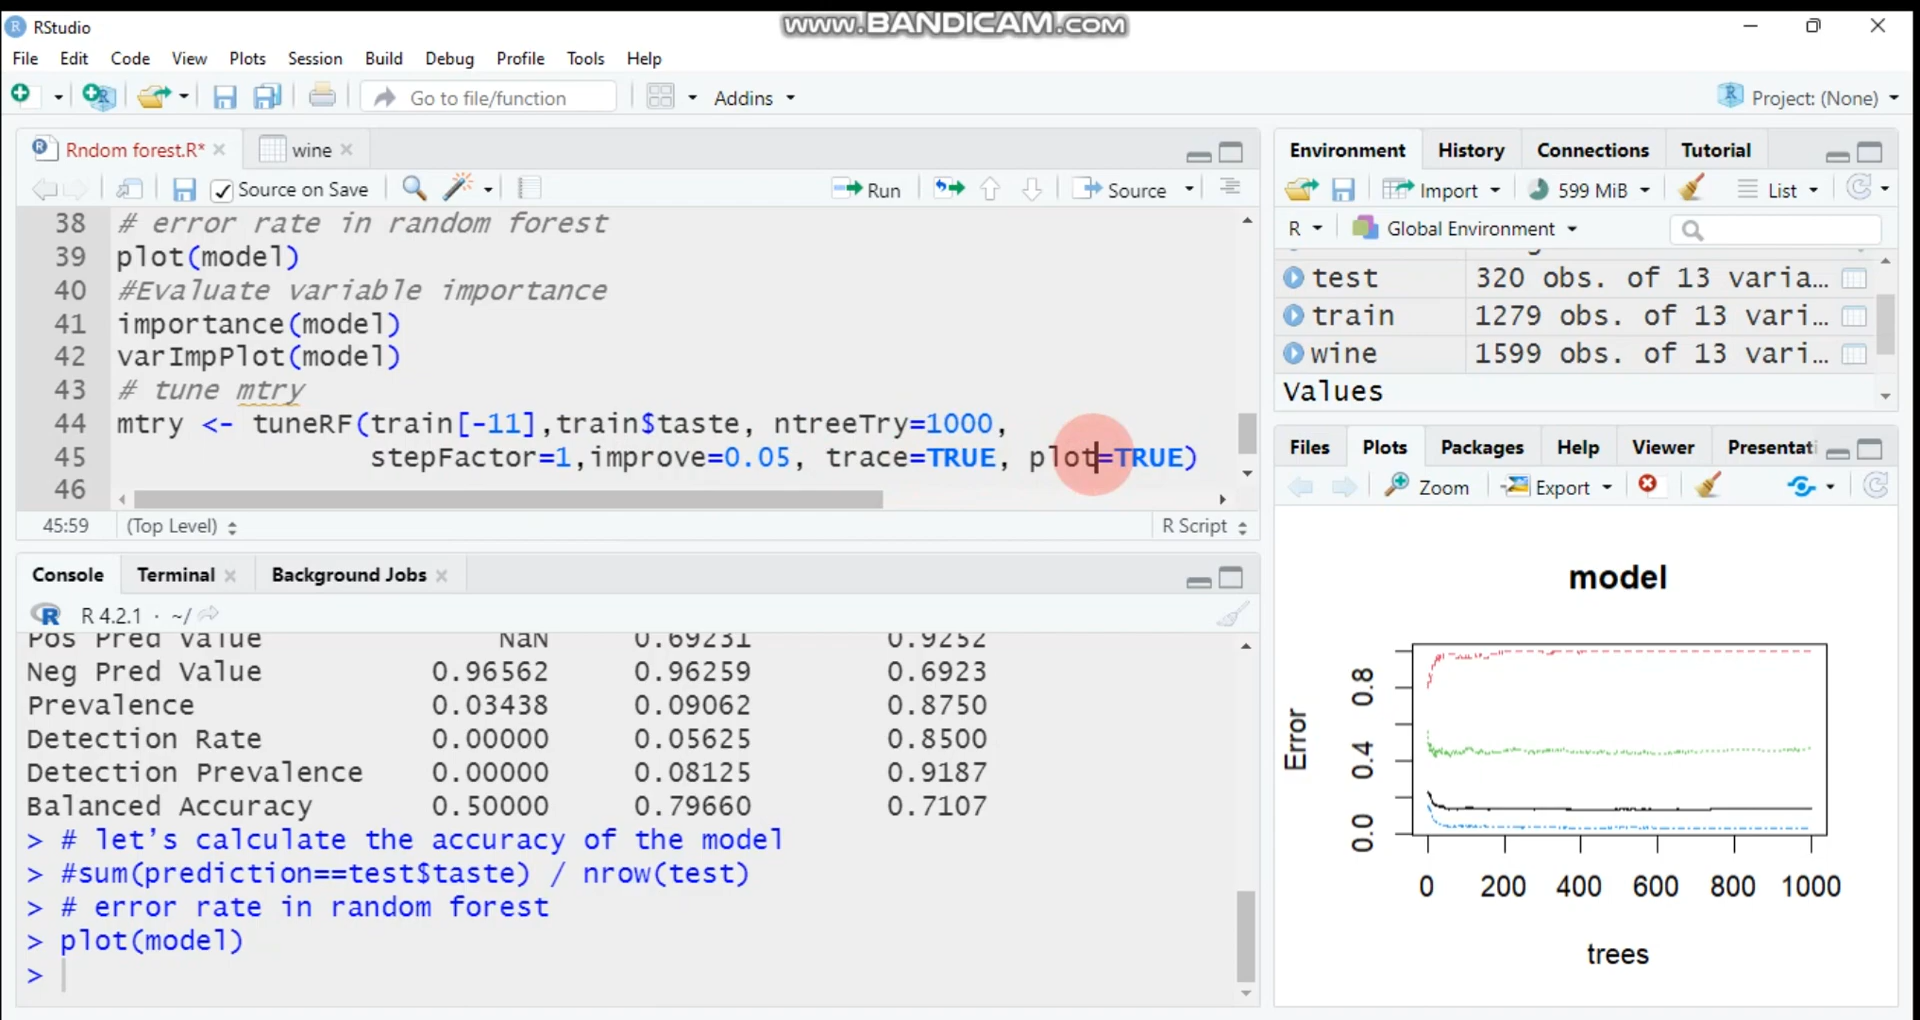 www.BANDICAM.com
RStudio
File Edit Code View Plots Session Build Debug Profile Tools Help
Go to file/function Addins Project: (None)
Rndom forest.R* wine
Source on Save Run Source
38 # error rate in random forest
39 plot(model)
40 #Evaluate variable importance
41 importance(model)
42 varImpPlot(model)
43 # tune mtry
44 mtry <- tuneRF(train[-11],train$taste, ntreeTry=1000,
45 stepFactor=1,improve=0.05, trace=TRUE, plot=TRUE)
46
45:59 (Top Level) R Script
Console Terminal Background Jobs
R 4.2.1 · ~/
Pos Pred Value NaN 0.69231 0.9252
Neg Pred Value 0.96562 0.96259 0.6923
Prevalence 0.03438 0.09062 0.8750
Detection Rate 0.00000 0.05625 0.8500
Detection Prevalence 0.00000 0.08125 0.9187
Balanced Accuracy 0.50000 0.79660 0.7107
> # let's calculate the accuracy of the model
> #sum(prediction==test$taste) / nrow(test)
> # error rate in random forest
> plot(model)
>
Environment History Connections Tutorial
Import 599 MiB List
R Global Environment
test 320 obs. of 13 varia...
train 1279 obs. of 13 vari...
wine 1599 obs. of 13 vari...
Values
Files Plots Packages Help Viewer Presentati
Zoom Export
model
Error
0.8
0.4
0.0
0 200 400 600 800 1000
trees